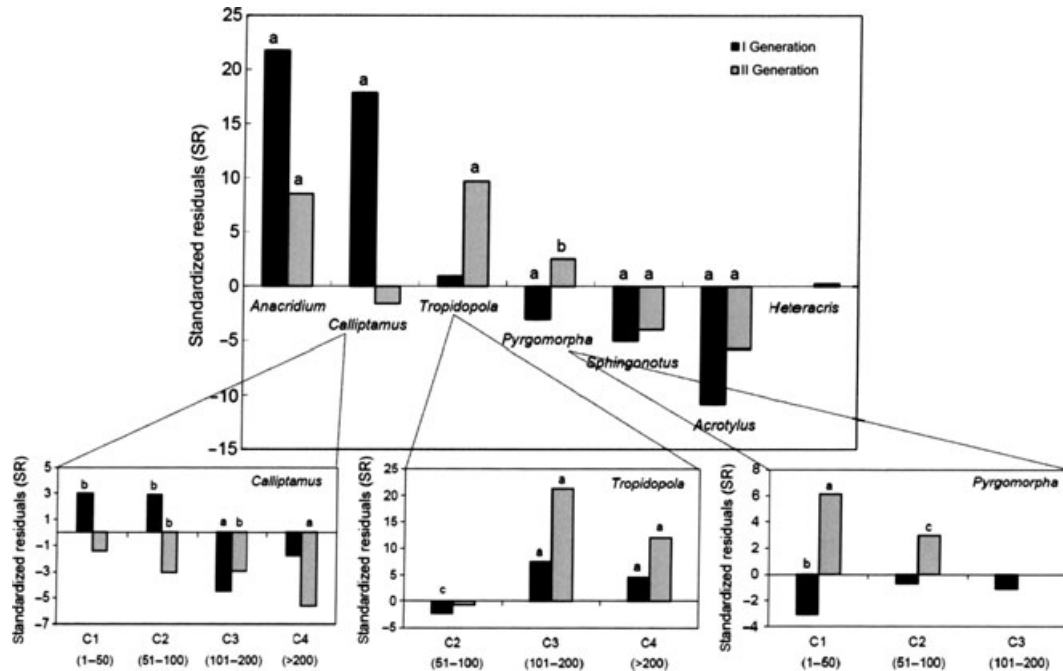 25
20
15
10
5
0
−5
−10
−15
Standardized residuals (SR)
I Generation
II Generation
a
a
a
a
a
b
a
a
a
a
Anacridium
Calliptamus
Tropidopola
Pyrgomorpha
Sphingonotus
Acrotylus
Heteracris
5
3
1
−1
−3
−5
−7
Standardized residuals (SR)
Calliptamus
b
b
b
a
b
a
C1
C2
C3
C4
(1–50)
(51–100)
(101–200)
(>200)
25
20
15
10
5
0
−5
Standardized residuals (SR)
Tropidopola
c
a
a
a
a
C2
C3
C4
(51–100)
(101–200)
(>200)
8
6
4
2
0
−2
−4
Standardized residuals (SR)
Pyrgomorpha
b
a
c
C1
C2
C3
(1–60)
(51–100)
(101–200)